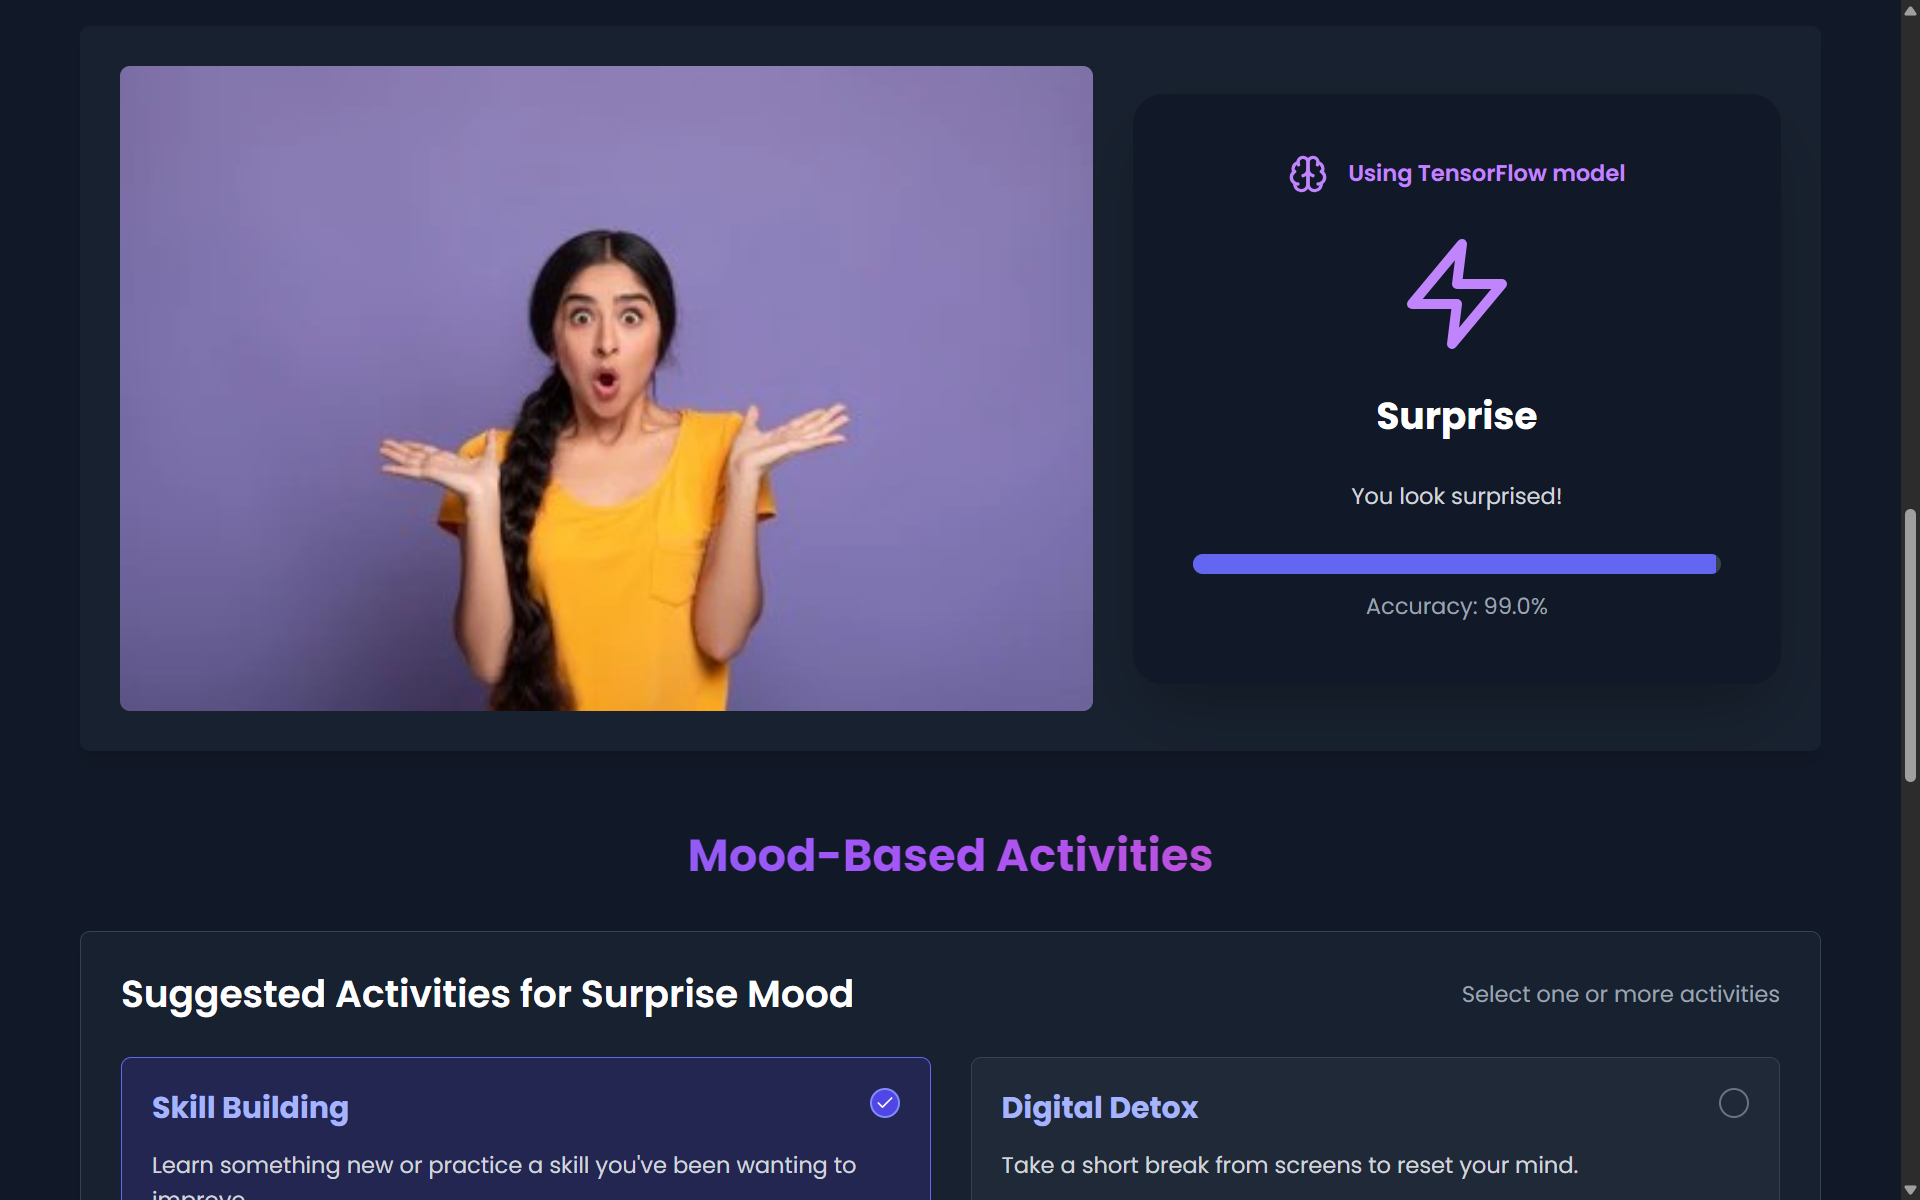 Using TensorFlow model
Surprise
You look surprised!
Accuracy: 99.0%
Mood-Based Activities
Suggested Activities for Surprise Mood
Select one or more activities
Skill Building
Learn something new or practice a skill you've been wanting to
improve.
Digital Detox
Take a short break from screens to reset your mind.